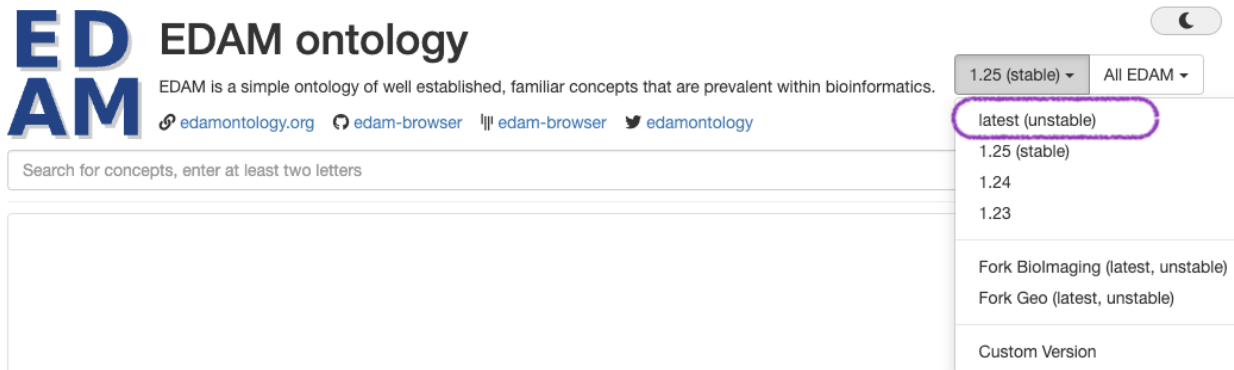 ED
AM
EDAM ontology
EDAM is a simple ontology of well established, familiar concepts that are prevalent within bioinformatics.
edamontology.org edam-browser edam-browser edamontology
1.25 (stable) All EDAM
Search for concepts, enter at least two letters
latest (unstable)
1.25 (stable)
1.24
1.23
Fork BioImaging (latest, unstable)
Fork Geo (latest, unstable)
Custom Version